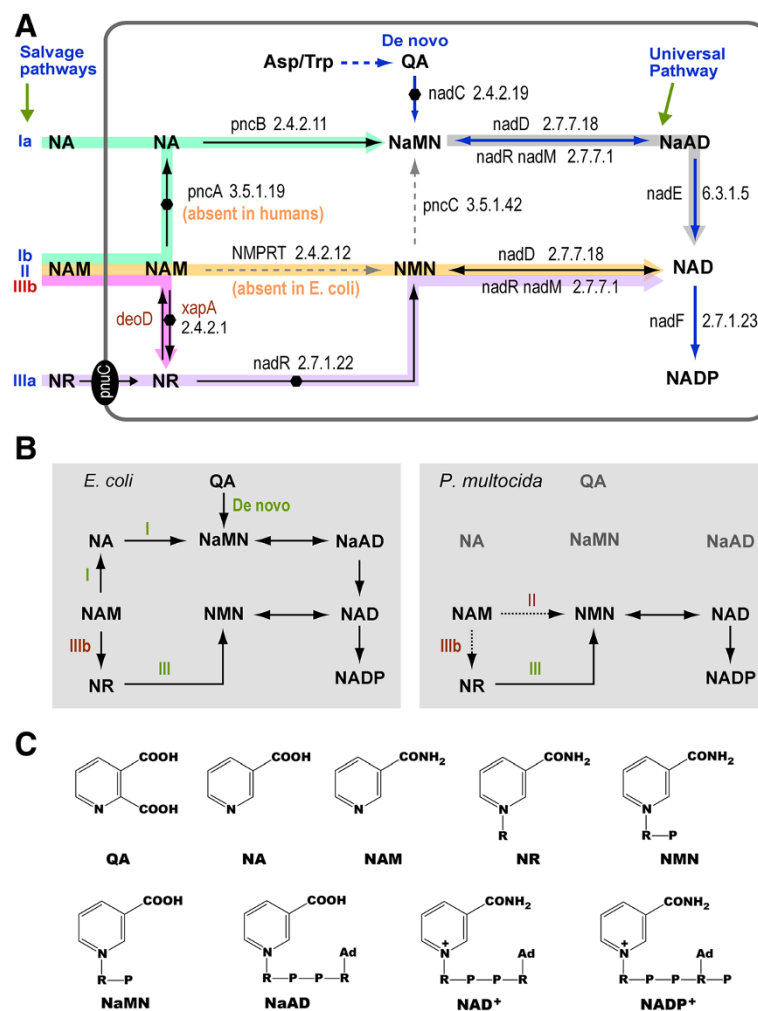 A
Salvage pathways
De novo
Universal Pathway
Asp/Trp
QA
nadC 2.4.2.19
Ia
NA
NA
pncB 2.4.2.11
NaMN
nadD 2.7.7.18
nadR nadM 2.7.7.1
NaAD
pncA 3.5.1.19
(absent in humans)
pncC 3.5.1.42
nadE
6.3.1.5
Ib
II
IIIb
NAM
NAM
NMPRT 2.4.2.12
(absent in E. coli)
NMN
nadD 2.7.7.18
nadR nadM 2.7.7.1
NAD
deoD
xapA
2.4.2.1
nadF
2.7.1.23
IIIa
NR
pnuC
NR
nadR 2.7.1.22
NADP
B
E. coli
QA
De novo
NA
I
NaMN
NaAD
I
NAM
NMN
NAD
IIIb
III
NR
NADP
P. multocida
QA
NA
NaMN
NaAD
NAM
II
NMN
NAD
IIIb
III
NR
NADP
C
COOH
COOH
N
QA
COOH
N
NA
CONH2
N
NAM
CONH2
N
R
NR
CONH2
N
R—P
NMN
COOH
N
R—P
NaMN
COOH
N
Ad
R—P—P—R
NaAD
CONH2
N+
Ad
R—P—P—R
NAD+
CONH2
N+
Ad
R—P—P—R—P
NADP+